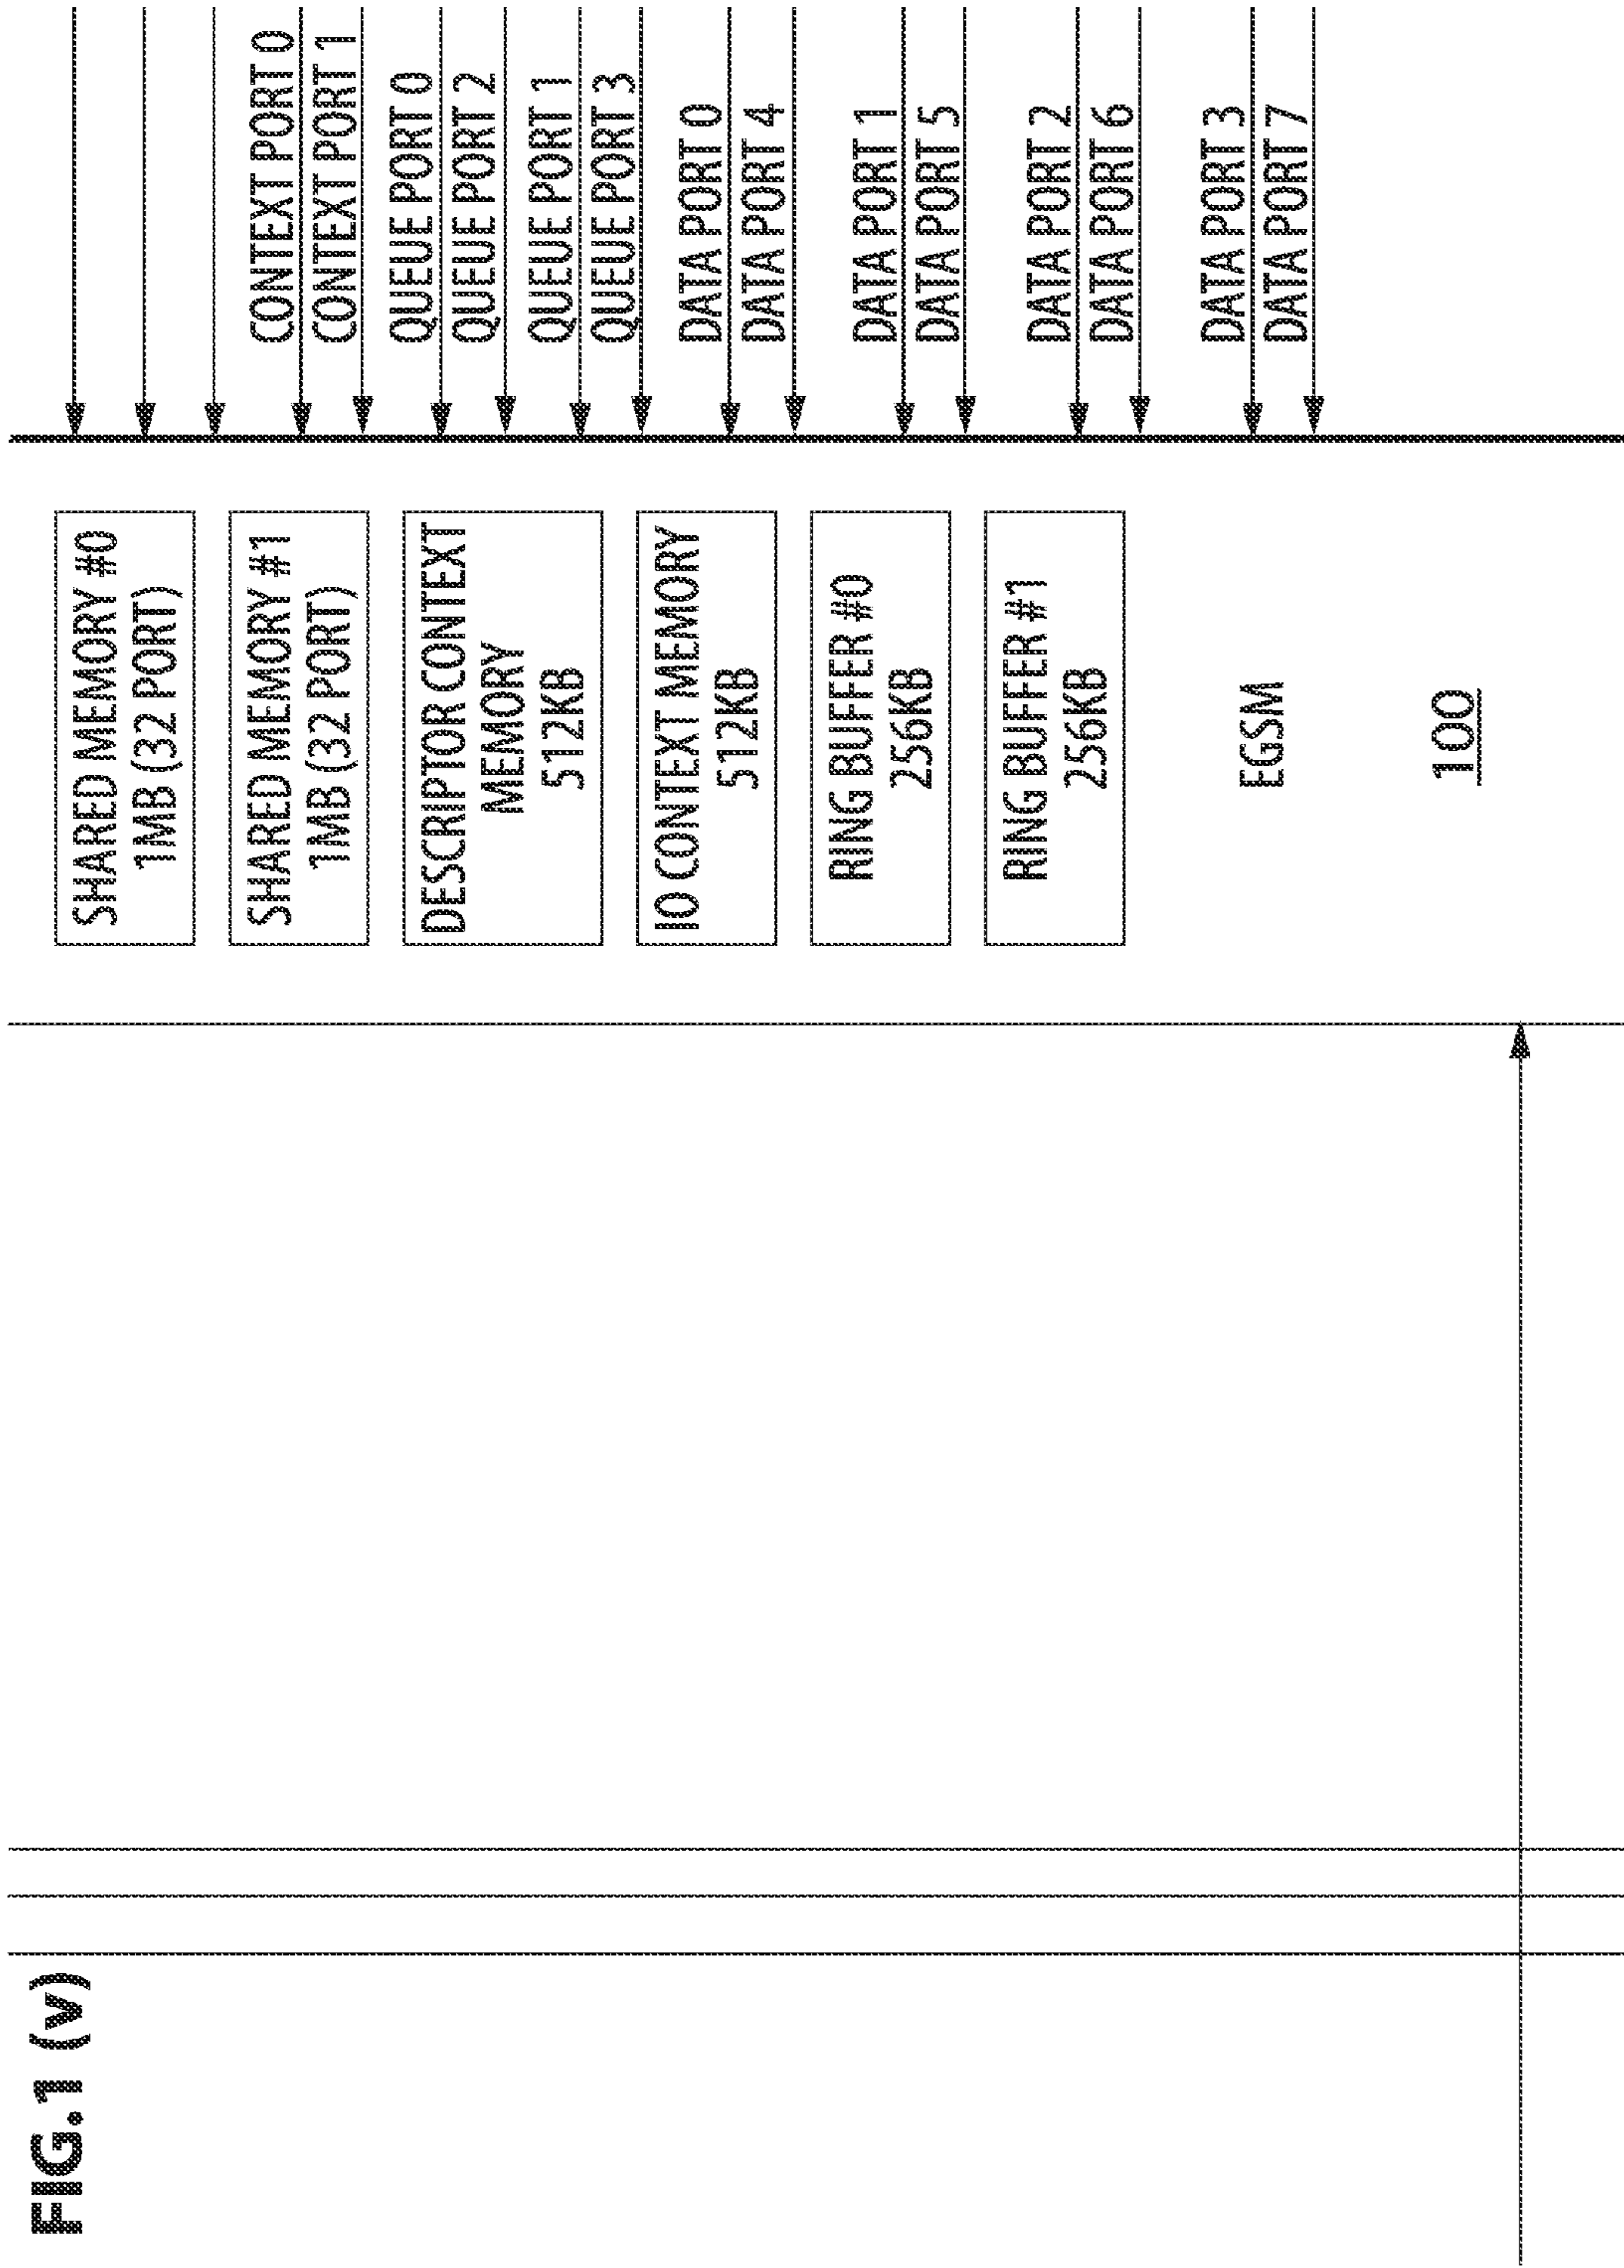 FIG.1 (v)
SHARED MEMORY #0
1MB (32 PORT)
SHARED MEMORY #1
1MB (32 PORT)
DESCRIPTOR CONTEXT
MEMORY
512KB
IO CONTEXT MEMORY
512KB
RING BUFFER #0
256KB
RING BUFFER #1
256KB
EGSM
100
CONTEXT PORT 0
CONTEXT PORT 1
QUEUE PORT 0
QUEUE PORT 2
QUEUE PORT 1
QUEUE PORT 3
DATA PORT 0
DATA PORT 4
DATA PORT 1
DATA PORT 5
DATA PORT 2
DATA PORT 6
DATA PORT 3
DATA PORT 7